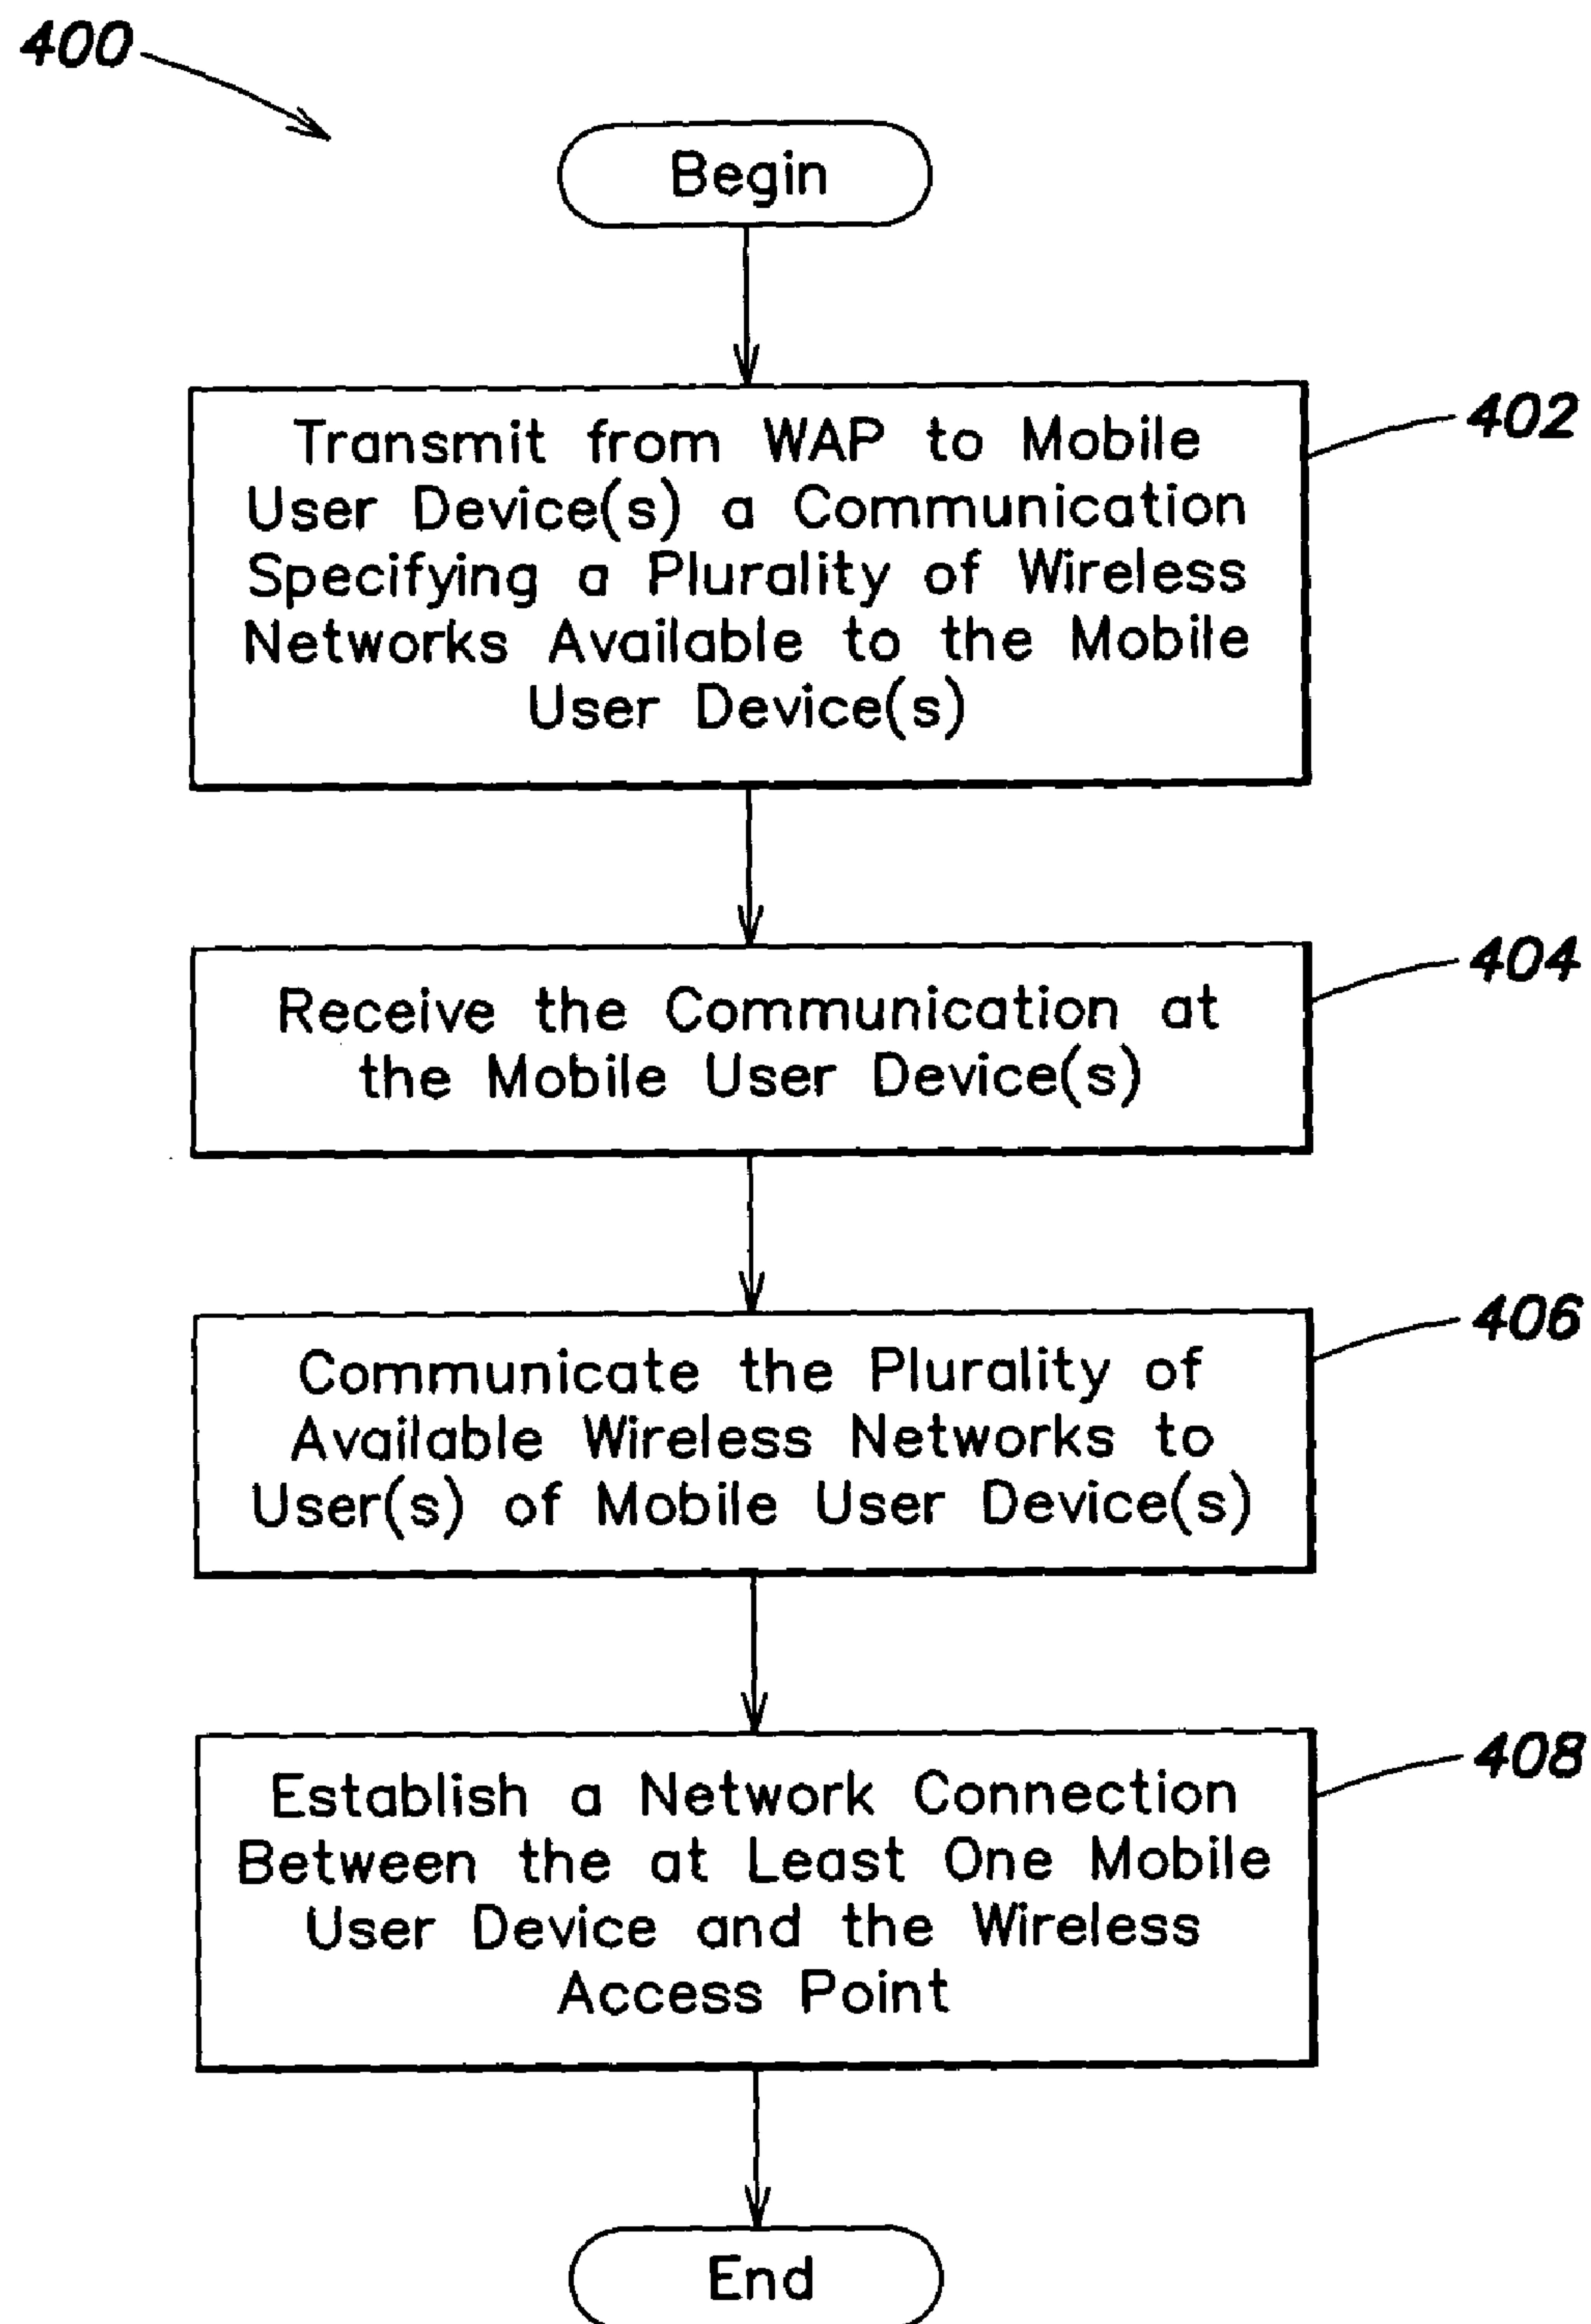 400
Begin
Transmit from WAP to Mobile
User Device(s) a Communication
Specifying a Plurality of Wireless
Networks Available to the Mobile
User Device(s)
402
Receive the Communication at
the Mobile User Device(s)
404
Communicate the Plurality of
Available Wireless Networks to
User(s) of Mobile User Device(s)
406
Establish a Network Connection
Between the at Least One Mobile
User Device and the Wireless
Access Point
408
End